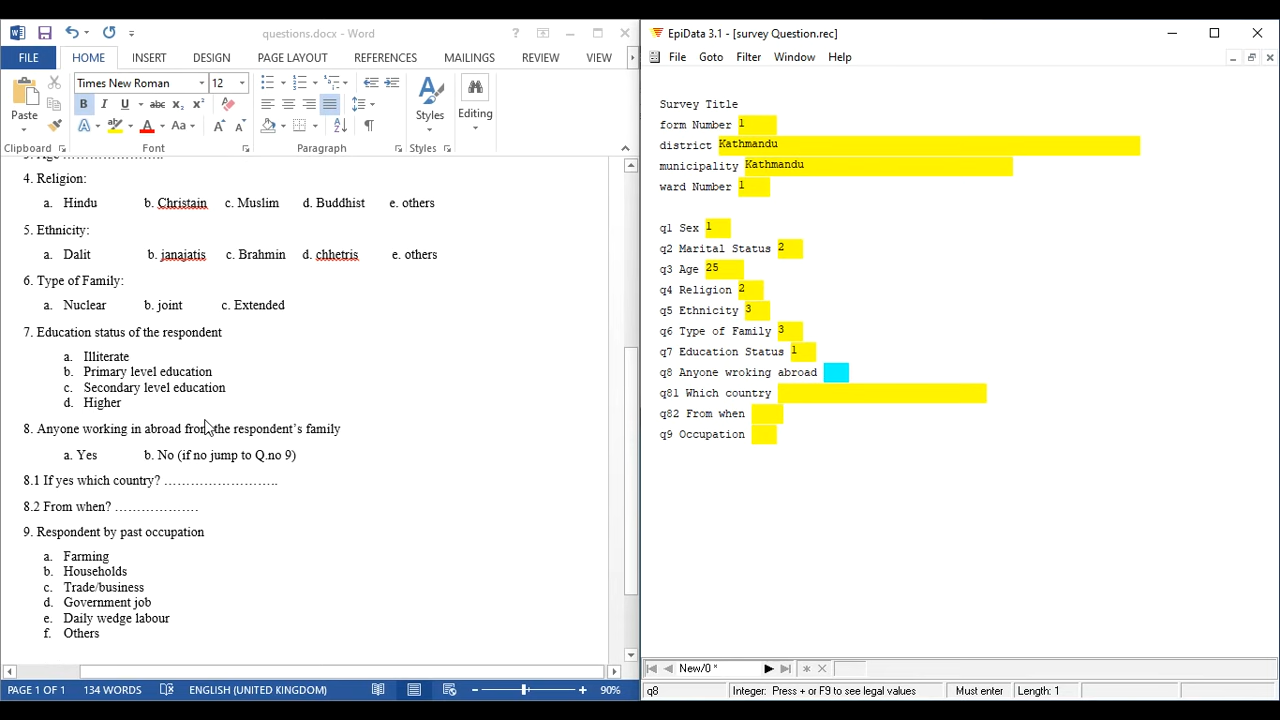 questions.docx - Word
FILE HOME INSERT DESIGN PAGE LAYOUT REFERENCES MAILINGS REVIEW VIEW
Times New Roman 12
Paste
Styles
Editing
B I U abc x₂ x²
A A Aa A A
Clipboard Font Paragraph Styles
4. Religion:
a. Hindu b. Christain c. Muslim d. Buddhist e. others
5. Ethnicity:
a. Dalit b. janajatis c. Brahmin d. chhetris e. others
6. Type of Family:
a. Nuclear b. joint c. Extended
7. Education status of the respondent
a. Illiterate
b. Primary level education
c. Secondary level education
d. Higher
8. Anyone working in abroad from the respondent’s family
a. Yes b. No (if no jump to Q.no 9)
8.1 If yes which country? ……………………..
8.2 From when? ……………….
9. Respondent by past occupation
a. Farming
b. Households
c. Trade/business
d. Government job
e. Daily wedge labour
f. Others
PAGE 1 OF 1 134 WORDS ENGLISH (UNITED KINGDOM) 90%
EpiData 3.1 - [survey Question.rec]
File Goto Filter Window Help
Survey Title
form Number 1
district Kathmandu
municipality Kathmandu
ward Number 1
q1 Sex 1
q2 Marital Status 2
q3 Age 25
q4 Religion 2
q5 Ethnicity 3
q6 Type of Family 3
q7 Education Status 1
q8 Anyone wroking abroad
q81 Which country
q82 From when
q9 Occupation
New/0 *
q8 Integer: Press + or F9 to see legal values Must enter Length: 1